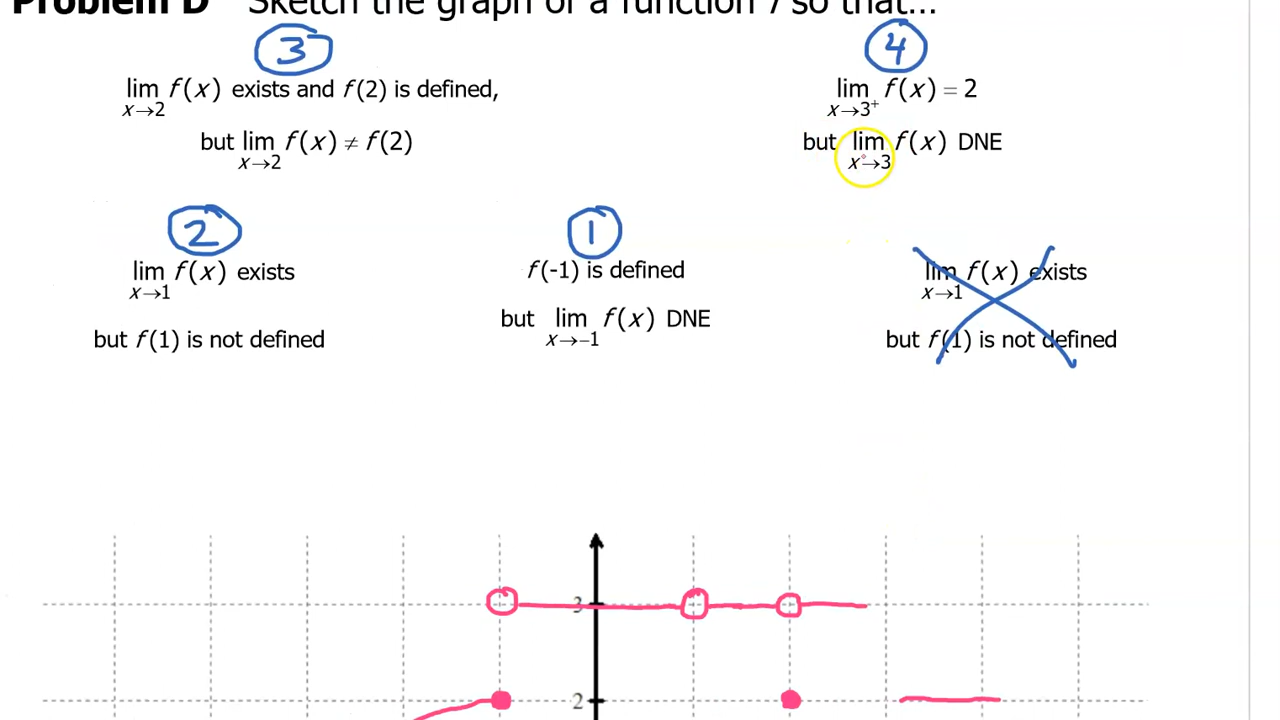 Problem D Sketch the graph of a function f so that...
3
lim f(x) exists and f(2) is defined,
x→2
but lim f(x) ≠ f(2)
x→2
4
lim f(x) = 2
x→3⁺
but lim f(x) DNE
x→3
2
lim f(x) exists
x→1
but f(1) is not defined
1
f(-1) is defined
but lim f(x) DNE
x→−1
lim f(x) exists
x→1
but f(1) is not defined
3
2